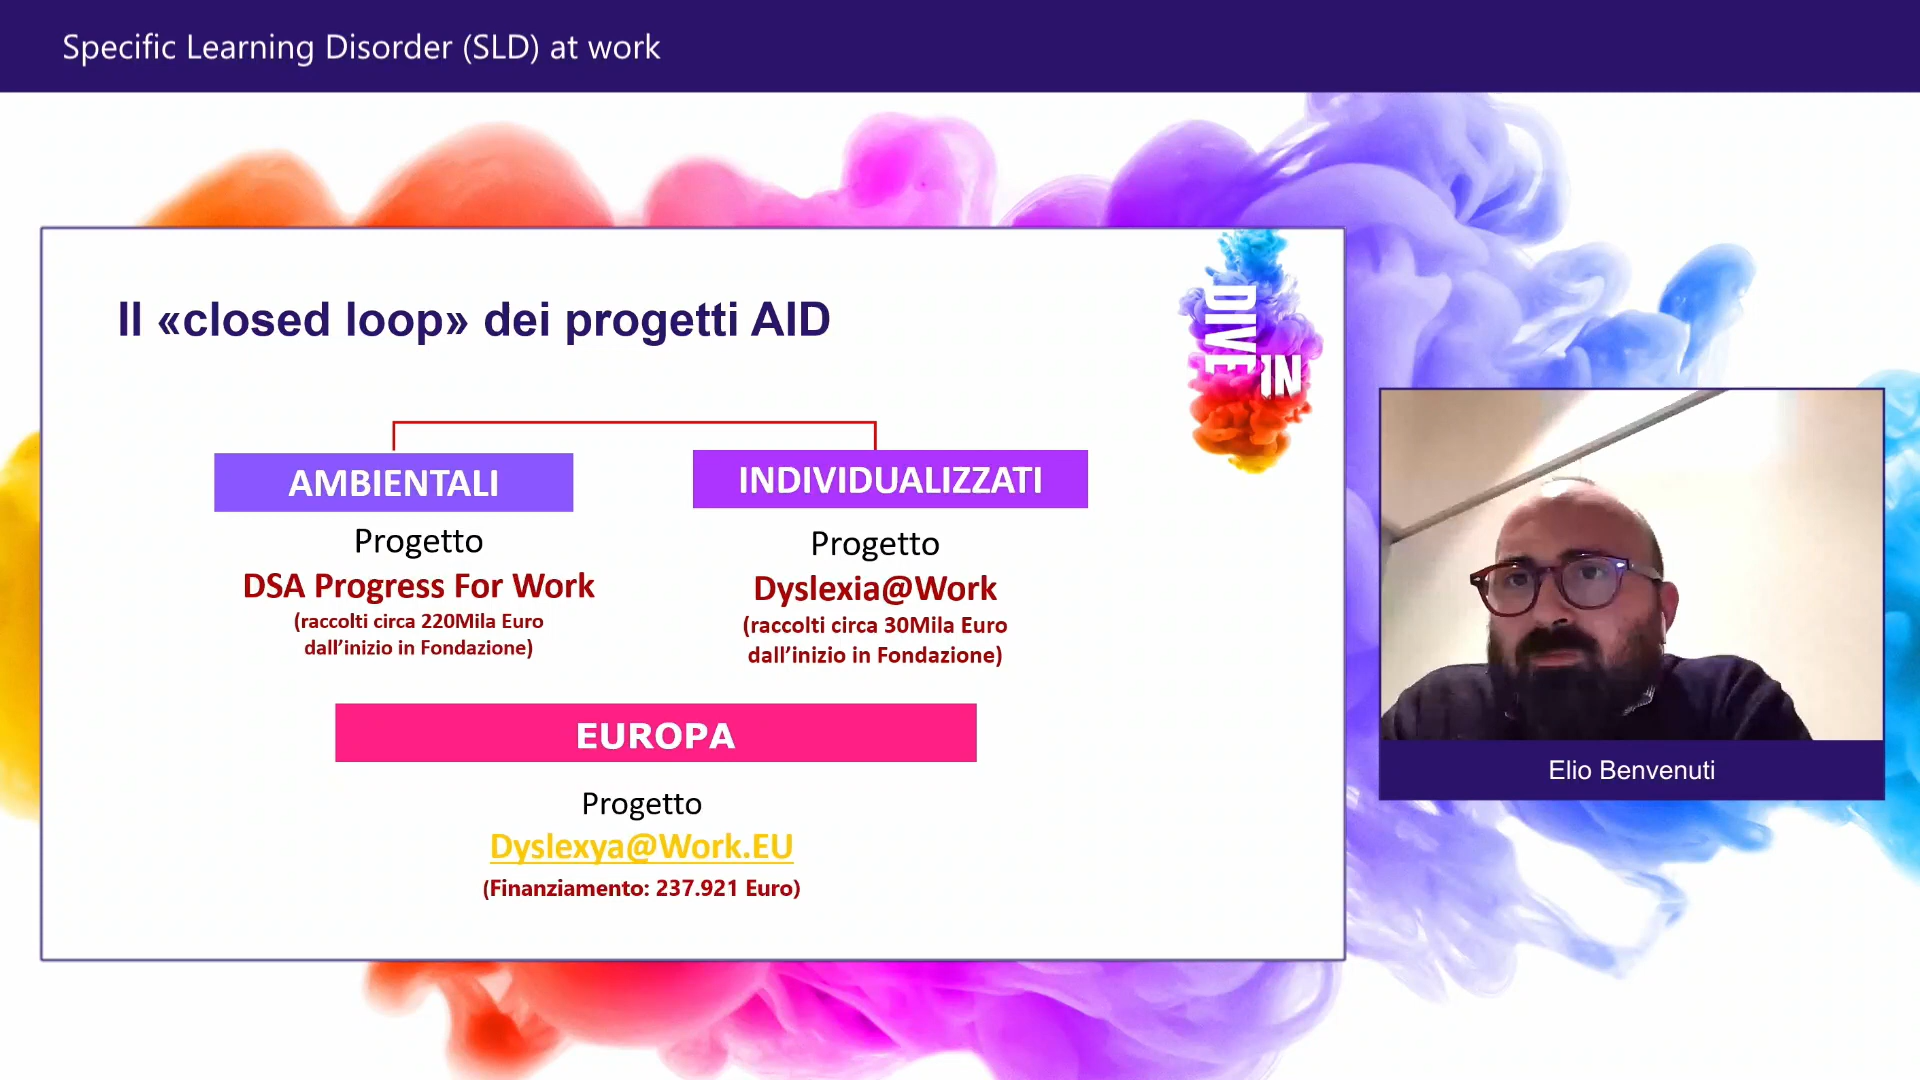 Specific Learning Disorder (SLD) at work
Il «closed loop» dei progetti AID
DIVE
IN
AMBIENTALI
Progetto
DSA Progress For Work
(raccolti circa 220Mila Euro
dall’inizio in Fondazione)
INDIVIDUALIZZATI
Progetto
Dyslexia@Work
(raccolti circa 30Mila Euro
dall’inizio in Fondazione)
EUROPA
Progetto
Dyslexya@Work.EU
(Finanziamento: 237.921 Euro)
Elio Benvenuti